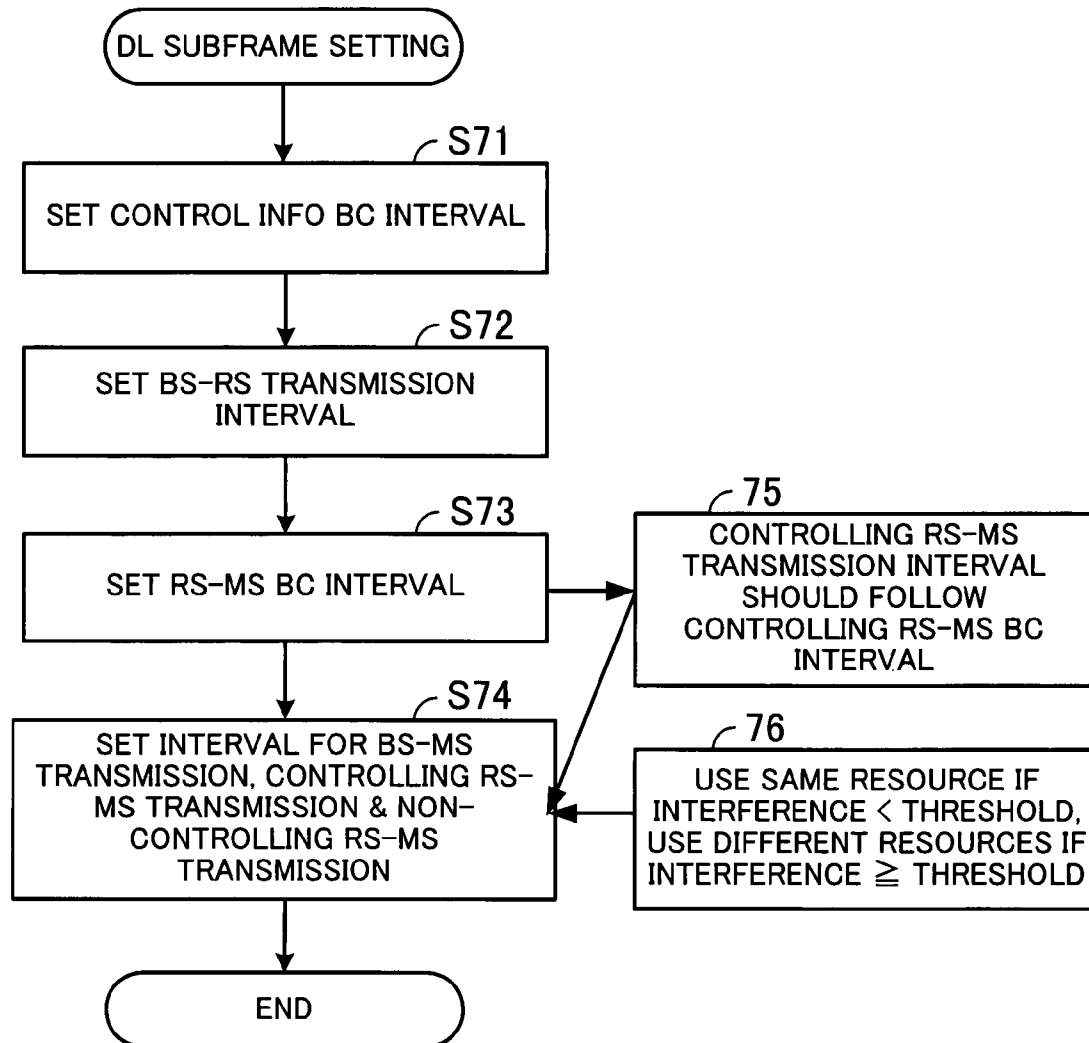 DL SUBFRAME SETTING
S71
SET CONTROL INFO BC INTERVAL
S72
SET BS-RS TRANSMISSION
INTERVAL
S73
SET RS-MS BC INTERVAL
75
CONTROLLING RS-MS
TRANSMISSION INTERVAL
SHOULD FOLLOW
CONTROLLING RS-MS BC
INTERVAL
S74
SET INTERVAL FOR BS-MS
TRANSMISSION, CONTROLLING RS-
MS TRANSMISSION & NON-
CONTROLLING RS-MS
TRANSMISSION
76
USE SAME RESOURCE IF
INTERFERENCE < THRESHOLD,
USE DIFFERENT RESOURCES IF
INTERFERENCE ≧ THRESHOLD
END